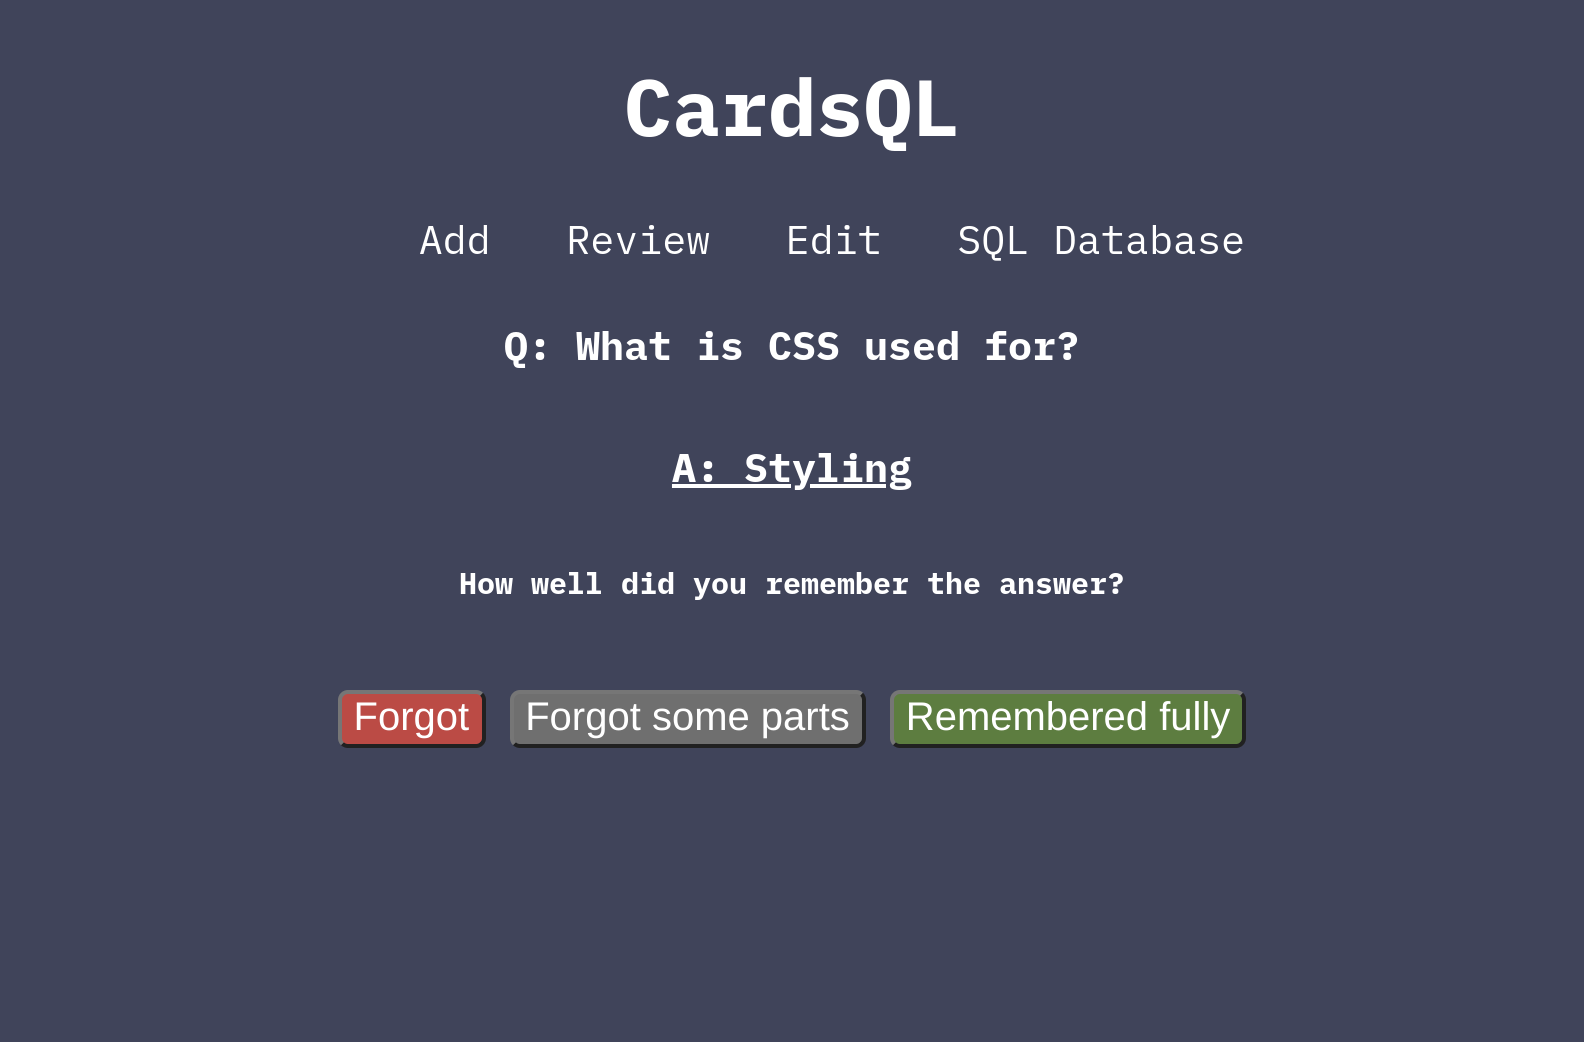 CardsQL
Add Review Edit SQL Database
Q: What is CSS used for?
A: Styling
How well did you remember the answer?
Forgot Forgot some parts Remembered fully